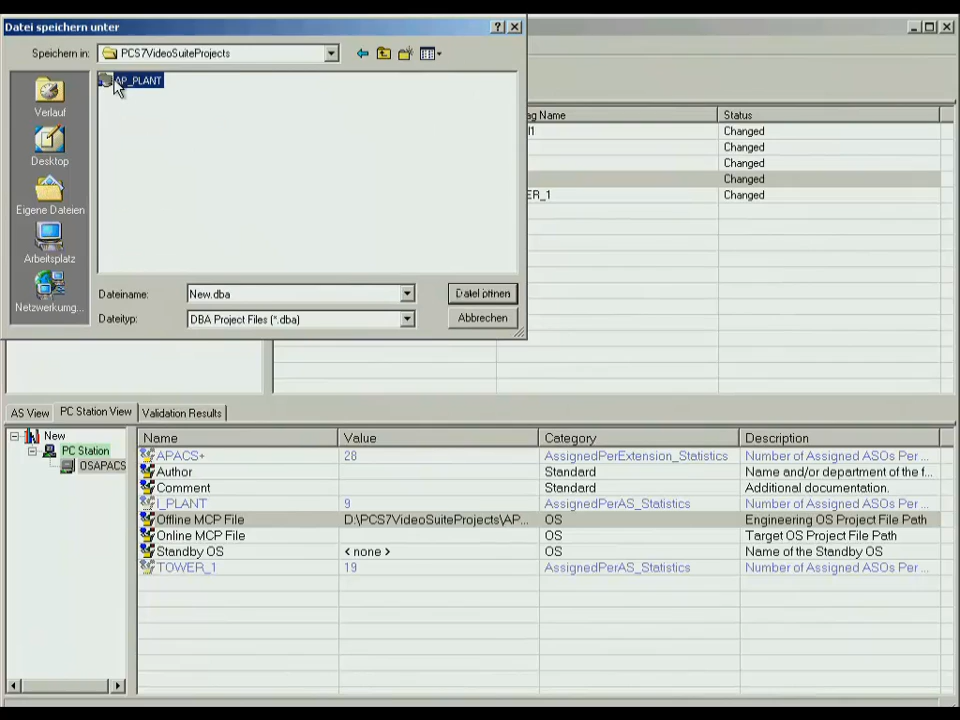 Datei speichern unter
Speichern in: PCS7VideoSuiteProjects
AP_PLANT
Verlauf
Desktop
Eigene Dateien
Arbeitsplatz
Netzwerkumg...
Dateiname: New.dba Datei öffnen
Dateityp: DBA Project Files (*.dba) Abbrechen
ag Name Status
Changed
Changed
Changed
Changed
ER_1 Changed
AS View PC Station View Validation Results
New
PC Station
OSAPACS
Name Value Category Description
APACS+ 28 AssignedPerExtension_Statistics Number of Assigned ASOs Per ...
Author Standard Name and/or department of the f...
Comment Standard Additional documentation.
I_PLANT 9 AssignedPerAS_Statistics Number of Assigned ASOs Per ...
Offline MCP File D:\PCS7VideoSuiteProjects\AP... OS Engineering OS Project File Path
Online MCP File OS Target OS Project File Path
Standby OS < none > OS Name of the Standby OS
TOWER_1 19 AssignedPerAS_Statistics Number of Assigned ASOs Per ...